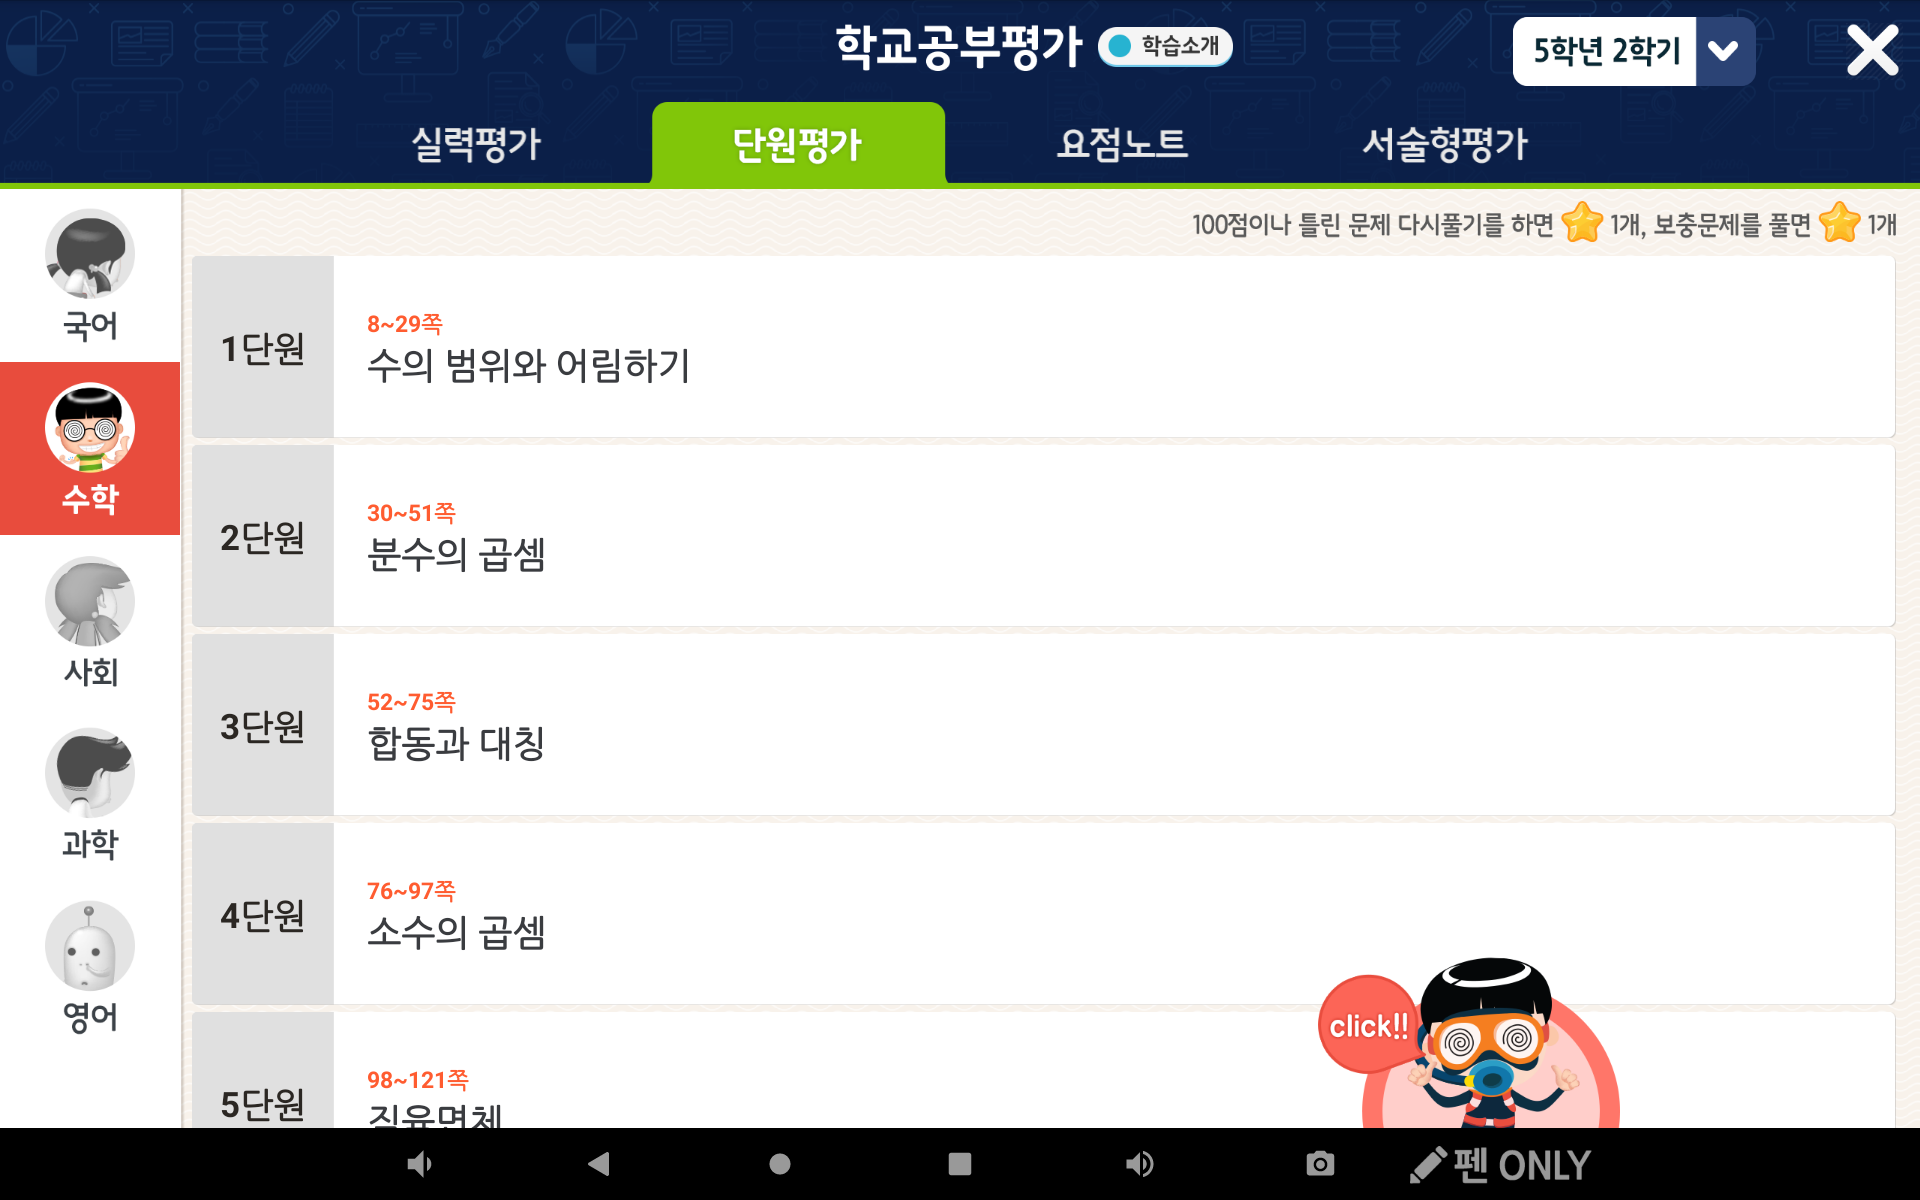 학교공부평가
학습소개
5학년 2학기
실력평가
단원평가
요점노트
서술형평가
100점이나 틀린 문제 다시풀기를 하면 1개, 보충문제를 풀면 1개
국어
수학
사회
과학
영어
1단원
8~29쪽
수의 범위와 어림하기
2단원
30~51쪽
분수의 곱셈
3단원
52~75쪽
합동과 대칭
4단원
76~97쪽
소수의 곱셈
5단원
98~121쪽
직육면체
click!!
펜 ONLY